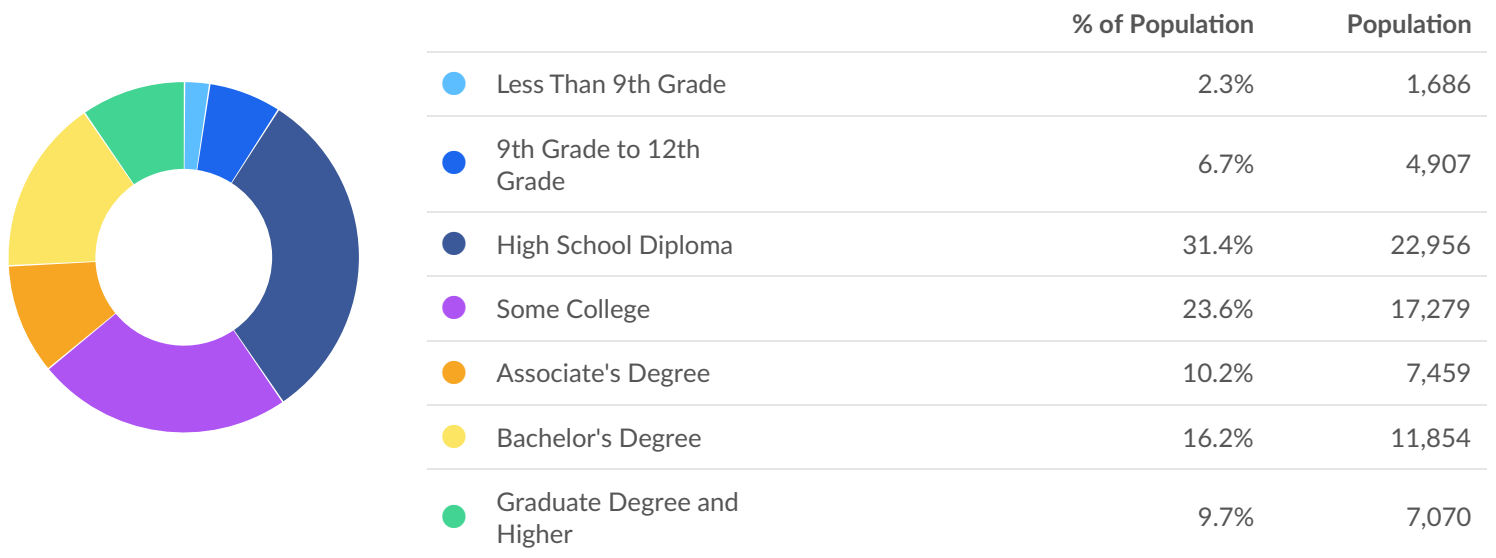 % of Population Population
Less Than 9th Grade 2.3% 1,686
9th Grade to 12th
Grade 6.7% 4,907
High School Diploma 31.4% 22,956
Some College 23.6% 17,279
Associate's Degree 10.2% 7,459
Bachelor's Degree 16.2% 11,854
Graduate Degree and
Higher 9.7% 7,070